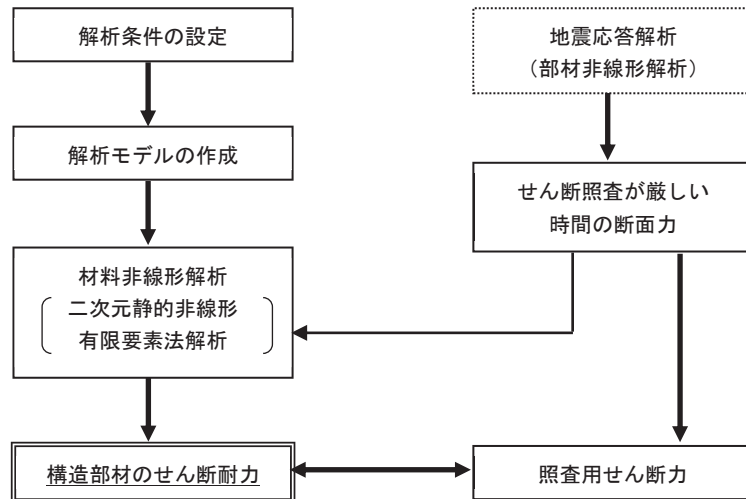 解析条件の設定
解析モデルの作成
材料非線形解析
二次元静的非線形
有限要素法解析
構造部材のせん断耐力
地震応答解析
（部材非線形解析）
せん断照査が厳しい
時間の断面力
照査用せん断力